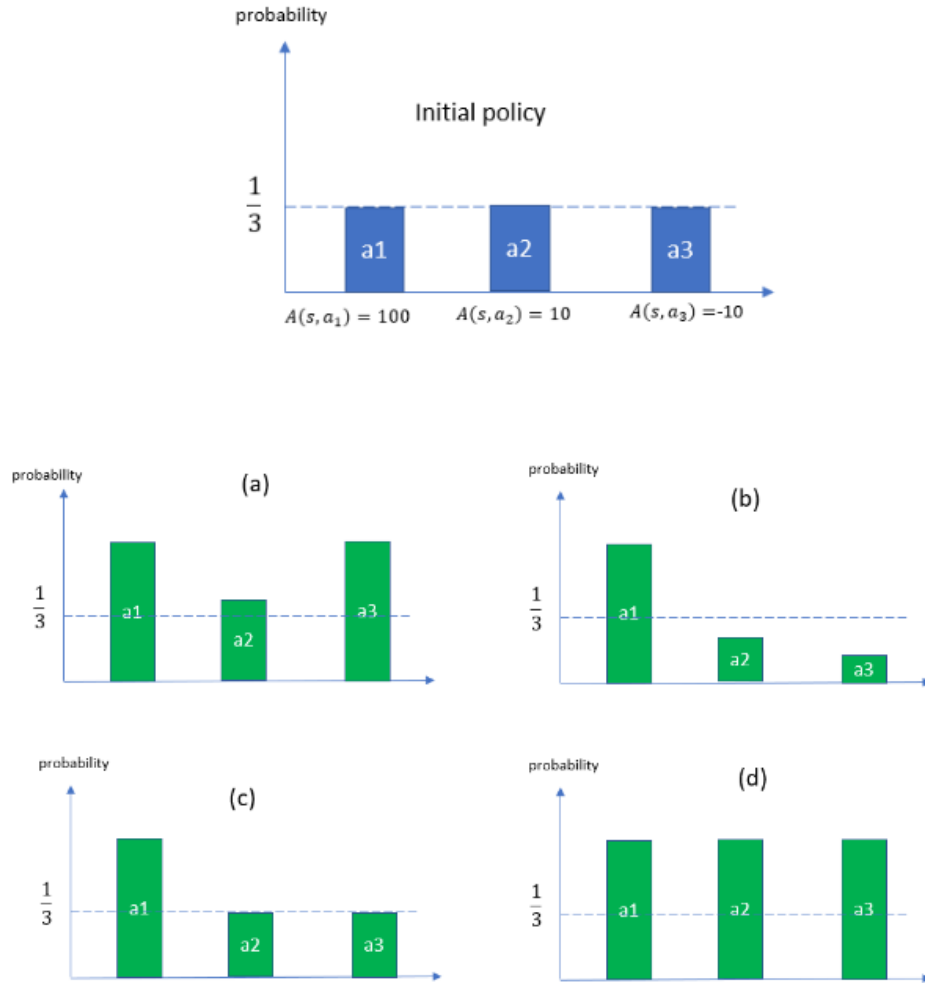 probability
Initial policy
1
3
a1 a2 a3
A(s, a₁) = 100 A(s, a₂) = 10 A(s, a₃) =-10
probability
(a)
1
3
a1
a2
a3
probability
(b)
1
3
a1
a2
a3
probability
(c)
1
3
a1
a2
a3
probability
(d)
1
3
a1
a2
a3